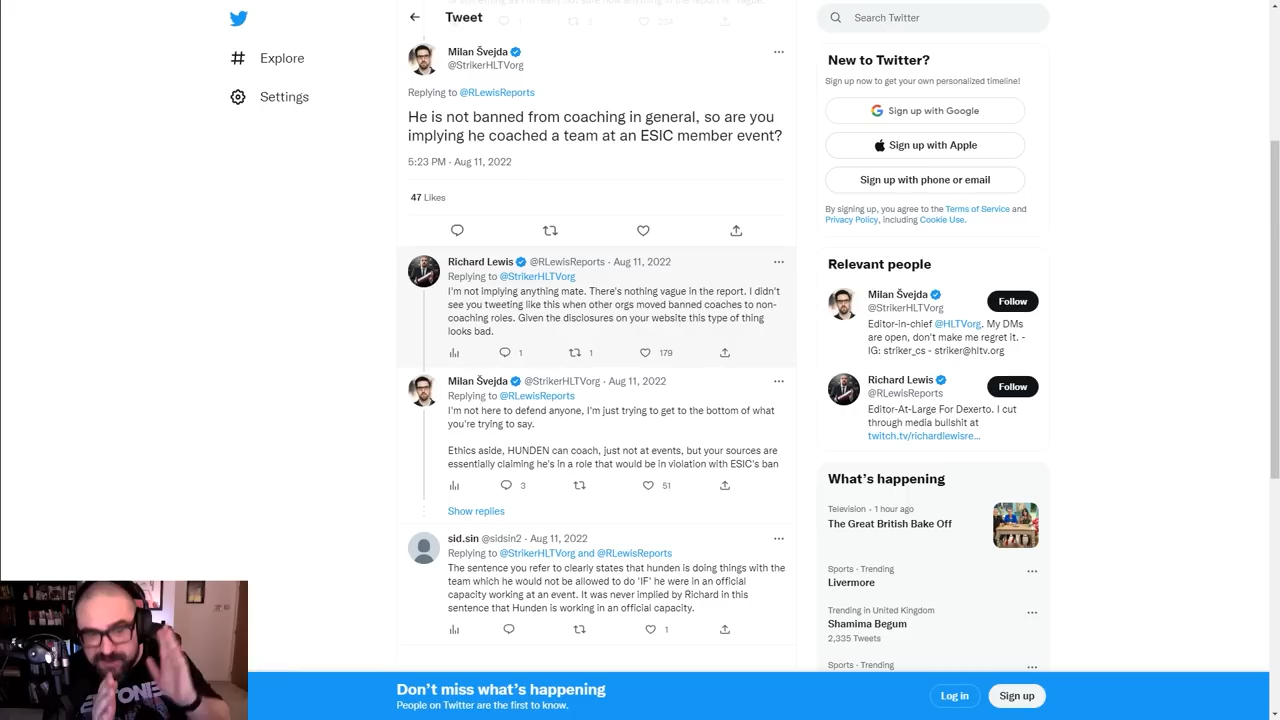 Explore
Settings
Tweet
Milan Švejda
@StrikerHLTVorg
Replying to @RLewisReports
He is not banned from coaching in general, so are you
implying he coached a team at an ESIC member event?
5:23 PM · Aug 11, 2022
47 Likes
Richard Lewis @RLewisReports · Aug 11, 2022
Replying to @StrikerHLTVorg
I'm not implying anything mate. There's nothing vague in the report. I didn't
see you tweeting like this when other orgs moved banned coaches to non-
coaching roles. Given the disclosures on your website this type of thing
looks bad.
1 1 179
Milan Švejda @StrikerHLTVorg · Aug 11, 2022
Replying to @RLewisReports
I'm not here to defend anyone, I'm just trying to get to the bottom of what
you're trying to say.
Ethics aside, HUNDEN can coach, just not at events, but your sources are
essentially claiming he's in a role that would be in violation with ESIC's ban
3 51
Show replies
sid.sin @sidsin2 · Aug 11, 2022
Replying to @StrikerHLTVorg and @RLewisReports
The sentence you refer to clearly states that hunden is doing things with the
team which he would not be allowed to do 'IF' he were in an official
capacity working at an event. It was never implied by Richard in this
sentence that Hunden is working in an official capacity.
1
Search Twitter
New to Twitter?
Sign up now to get your own personalized timeline!
Sign up with Google
Sign up with Apple
Sign up with phone or email
By signing up, you agree to the Terms of Service and
Privacy Policy, including Cookie Use.
Relevant people
Milan Švejda
@StrikerHLTVorg
Follow
Editor-in-chief @HLTVorg. My DMs
are open, don't make me regret it. -
IG: striker_cs - striker@hltv.org
Richard Lewis
@RLewisReports
Follow
Editor-At-Large For Dexerto. I cut
through media bullshit at
twitch.tv/richardlewisre...
What's happening
Television · 1 hour ago
The Great British Bake Off
Sports · Trending
Livermore
Trending in United Kingdom
Shamima Begum
2,335 Tweets
Sports · Trending
Don't miss what's happening
People on Twitter are the first to know.
Log in
Sign up